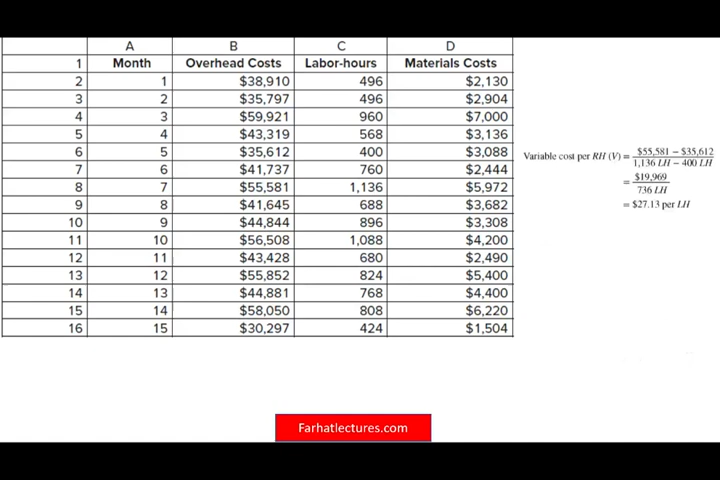 A B C D
1 Month Overhead Costs Labor-hours Materials Costs
2 1 $38,910 496 $2,130
3 2 $35,797 496 $2,904
4 3 $59,921 960 $7,000
5 4 $43,319 568 $3,136
6 5 $35,612 400 $3,088
7 6 $41,737 760 $2,444
8 7 $55,581 1,136 $5,972
9 8 $41,645 688 $3,682
10 9 $44,844 896 $3,308
11 10 $56,508 1,088 $4,200
12 11 $43,428 680 $2,490
13 12 $55,852 824 $5,400
14 13 $44,881 768 $4,400
15 14 $58,050 808 $6,220
16 15 $30,297 424 $1,504
Variable cost per RH (V) = $55,581 – $35,612
1,136 LH – 400 LH
= $19,969
736 LH
= $27.13 per LH
Farhatlectures.com